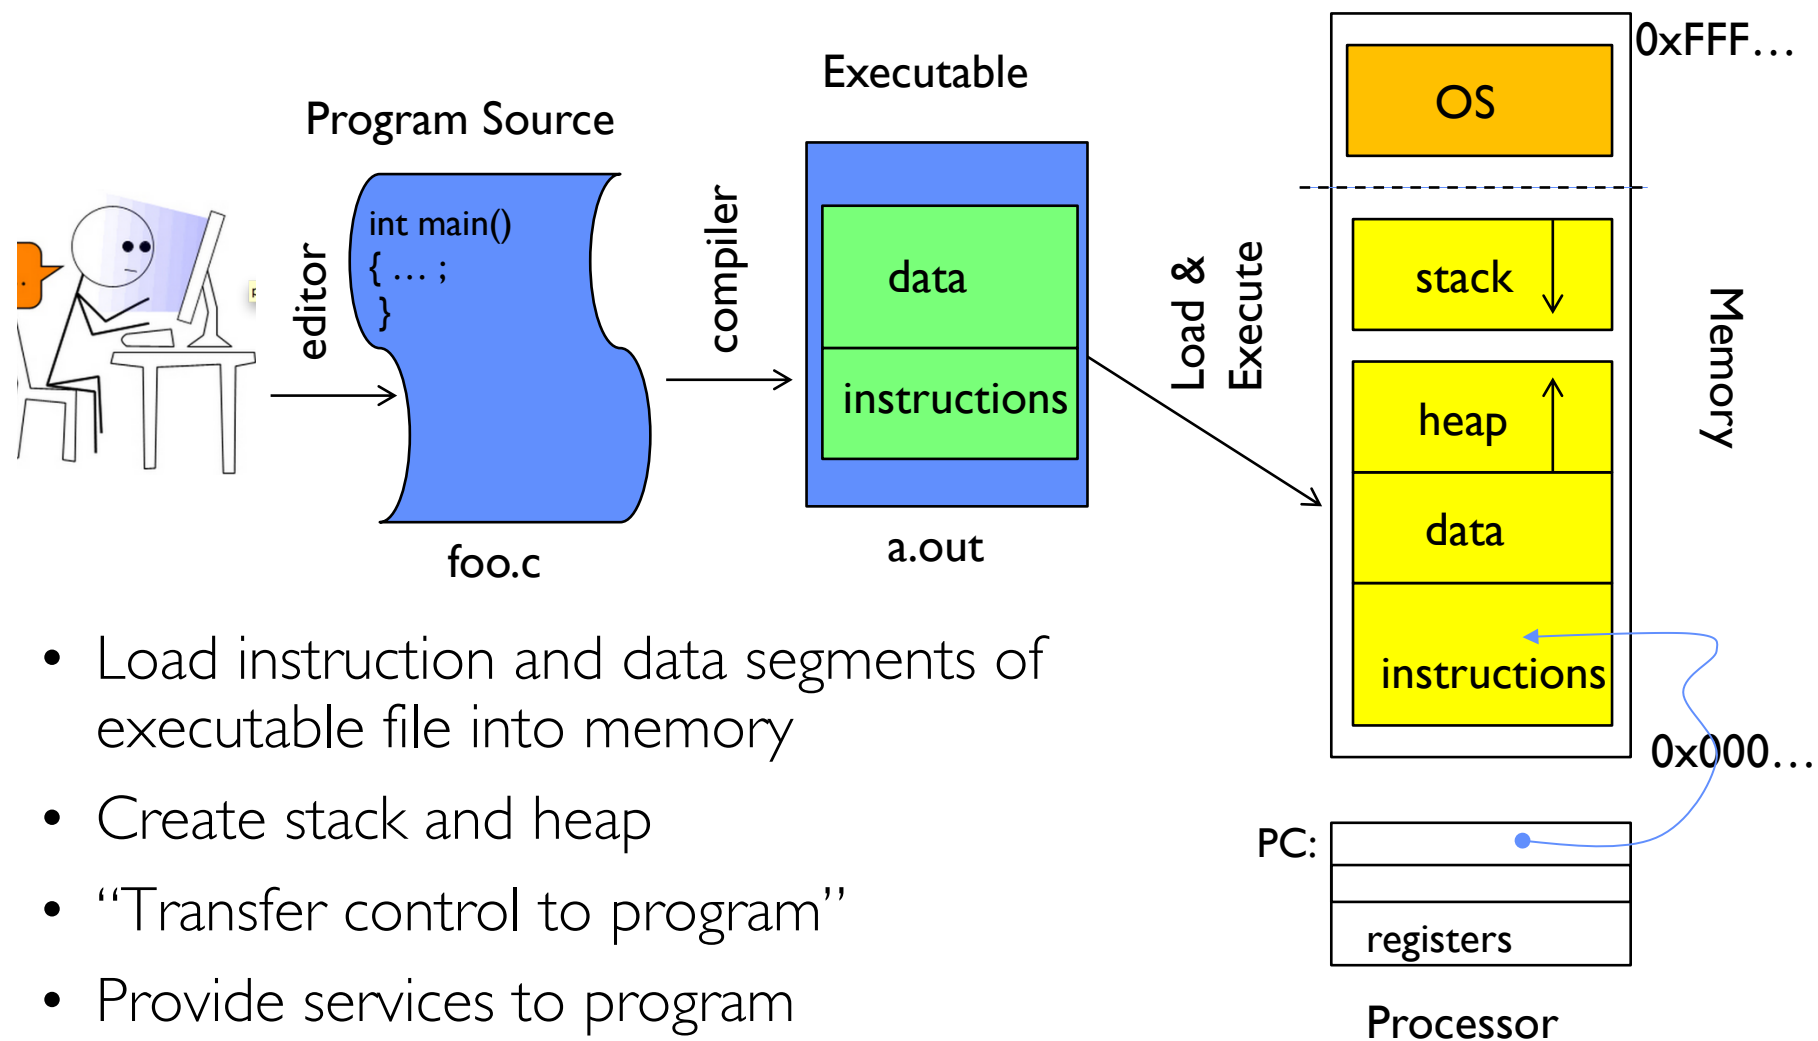 Program Source
editor
int main()
{ … ;
}
foo.c
compiler
Executable
data
instructions
a.out
Load &
Execute
0xFFF…
OS
stack
heap
data
instructions
0x000…
Memory
PC:
registers
Processor
• Load instruction and data segments of
executable file into memory
• Create stack and heap
• “Transfer control to program”
• Provide services to program